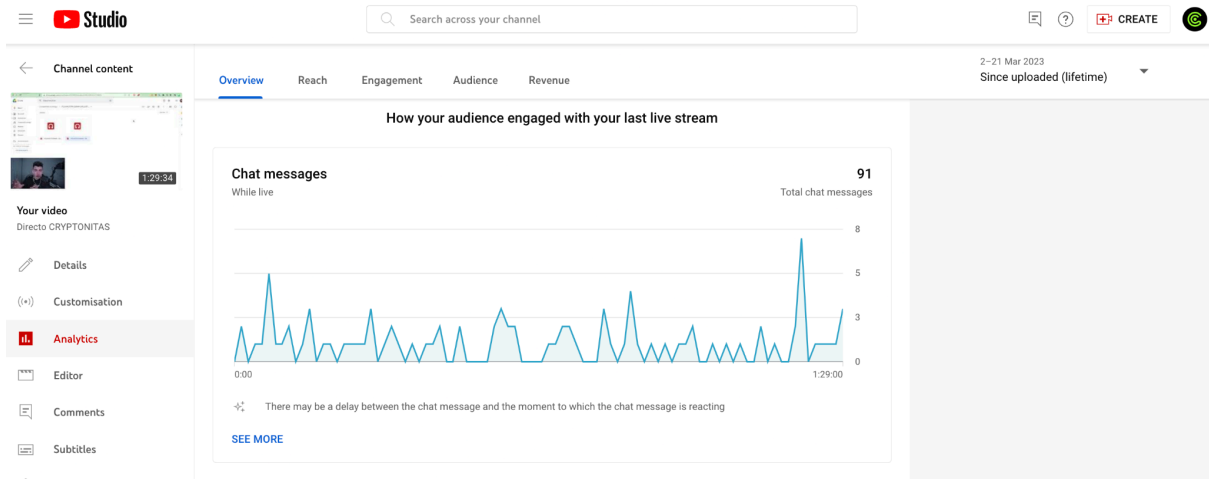 Studio
Search across your channel
CREATE
Channel content
1:29:34
Your video
Directo CRYPTONITAS
Details
Customisation
Analytics
Editor
Comments
Subtitles
Overview
Reach
Engagement
Audience
Revenue
2–21 Mar 2023
Since uploaded (lifetime)
How your audience engaged with your last live stream
Chat messages
91
While live
Total chat messages
8
5
3
0
0:00
1:29:00
There may be a delay between the chat message and the moment to which the chat message is reacting
SEE MORE